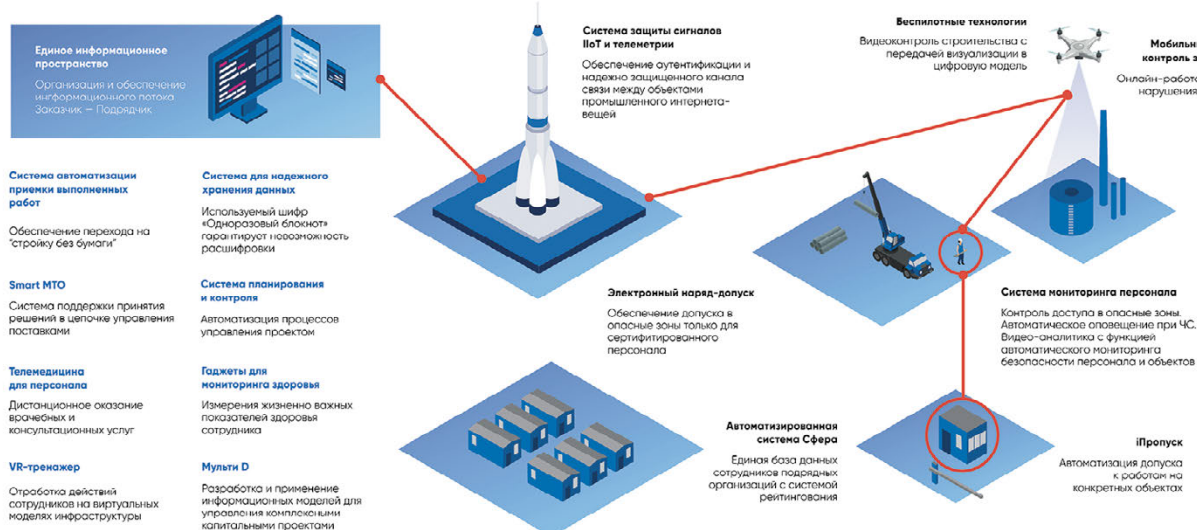 Единое информационное
пространство
Организация и обеспечение
информационного потока
Заказчик — Подрядчик
Система автоматизации
приемки выполненных
работ
Обеспечение перехода на
"стройку без бумаги"
Система для надежного
хранения данных
Используемый шифр
«Одноразовый блокнот»
гарантирует невозможность
расшифровки
Smart МТО
Система поддержки принятия
решений в цепочке управления
поставками
Система планирования
и контроля
Автоматизация процессов
управления проектом
Телемедицина
для персонала
Дистанционное оказание
врачебных и
консультационных услуг
Гаджеты для
мониторинга здоровья
Измерения жизненно важных
показателей здоровья
сотрудника
VR-тренажер
Отработка действий
сотрудников на виртуальных
моделях инфраструктуры
Мульти D
Разработка и применение
информационных моделей для
управления комплексными
капитальными проектами
Система защиты сигналов
IIoT и телеметрии
Обеспечение аутентификации и
надежно защищенного канала
связи между объектами
промышленного интернета-
вещей
Беспилотные технологии
Видеоконтроль строительства с
передачей визуализации в
цифровую модель
контроль з
Онлайн-работ
нарушения
Электронный наряд-допуск
Обеспечение допуска в
опасные зоны только для
сертифитированного
персонала
Система мониторинга персонала
Контроль доступа в опасные зоны.
Автоматическое оповещение при ЧС.
Видео-аналитика с функцией
автоматического мониторинга
безопасности персонала и объектов
Автоматизированная
система Сфера
Единая база данных
сотрудников подрядных
организаций с системой
рейтингования
iПропуск
Автоматизация допуска
к работам на
конкретных объектах